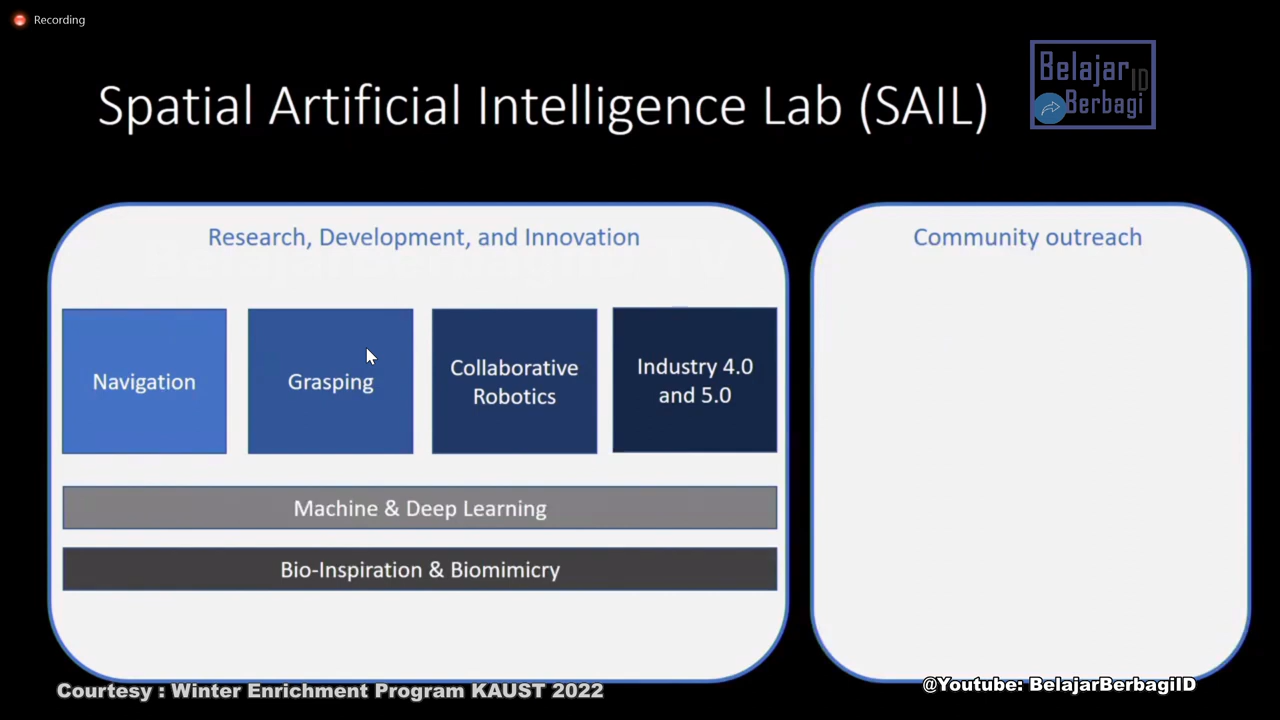 Recording
Spatial Artificial Intelligence Lab (SAIL)
Belajar
ID
Berbagi
Research, Development, and Innovation
Community outreach
Navigation
Grasping
Collaborative
Robotics
Industry 4.0
and 5.0
Machine & Deep Learning
Bio-Inspiration & Biomimicry
Courtesy : Winter Enrichment Program KAUST 2022
@Youtube: BelajarBerbagiID